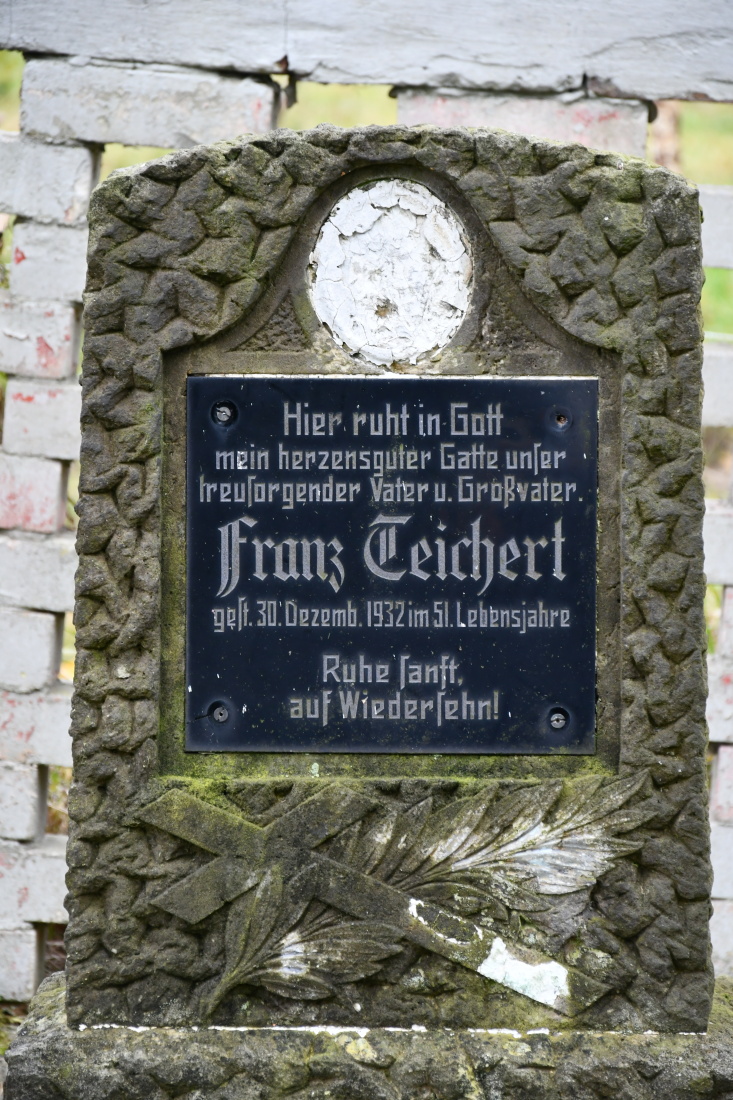 Hier ruht in Gott
mein herzensguter Gatte unſer
treuſorgender Vater u. Großvater.
Franz Teichert
geſt. 30. Dezemb. 1932 im 51. Lebensjahre
Ruhe ſanft,
auf Wiederſehn!